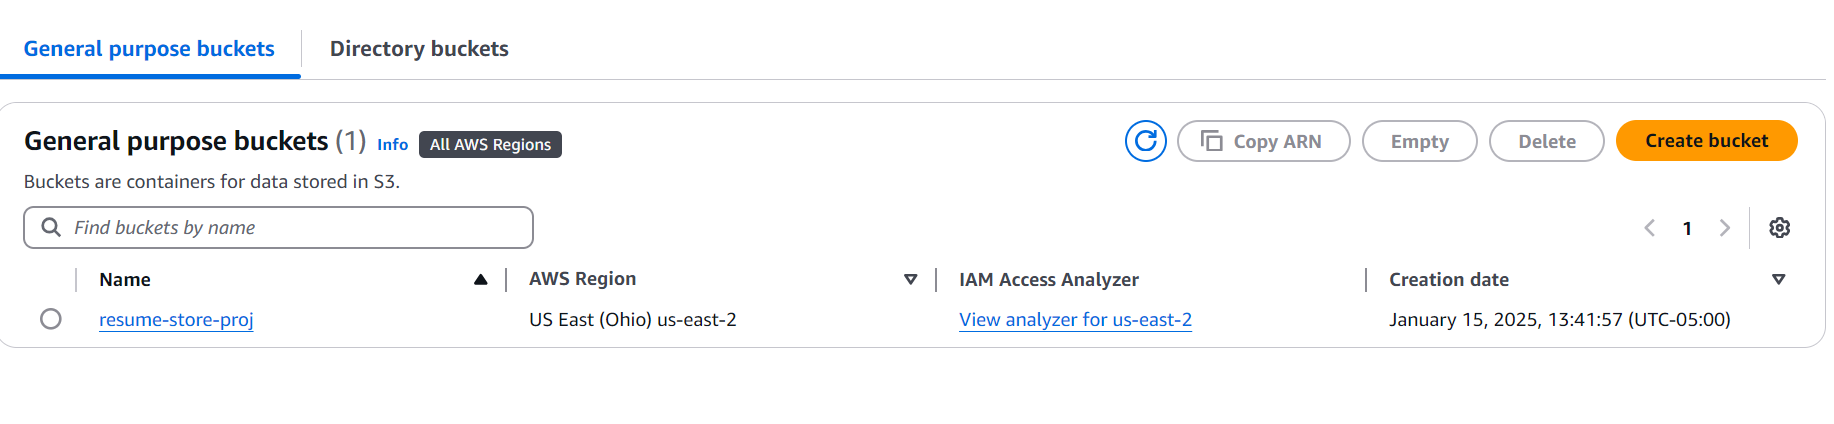 General purpose buckets Directory buckets
General purpose buckets (1) Info All AWS Regions Copy ARN Empty Delete Create bucket
Buckets are containers for data stored in S3.
Find buckets by name 1
Name AWS Region IAM Access Analyzer Creation date
resume-store-proj US East (Ohio) us-east-2 View analyzer for us-east-2 January 15, 2025, 13:41:57 (UTC-05:00)